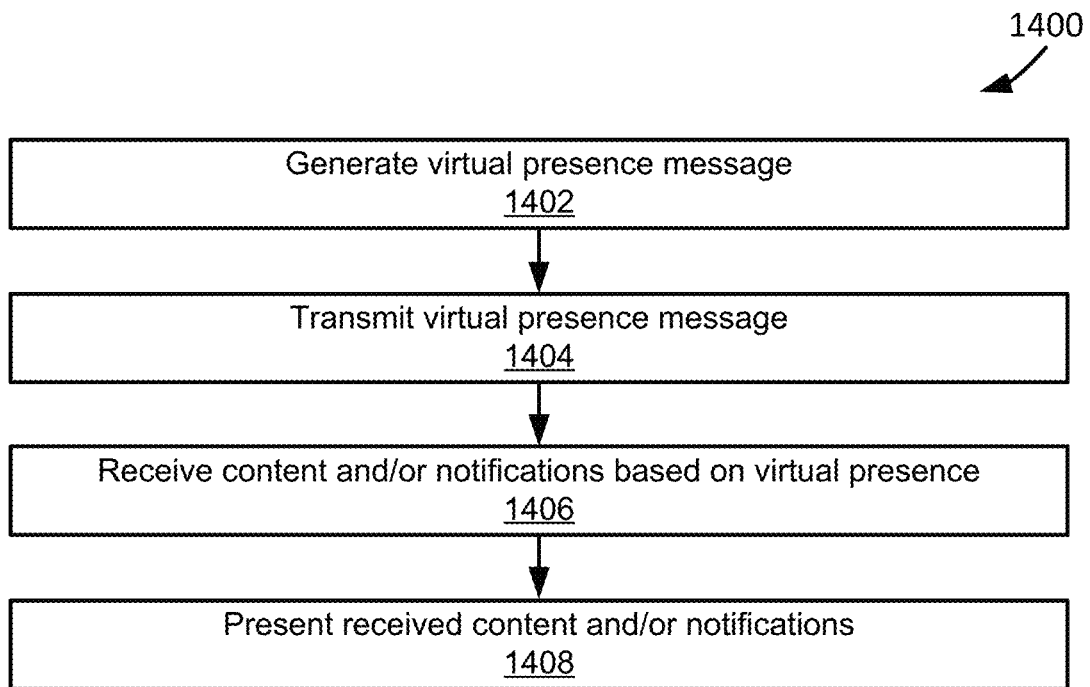 1400
Generate virtual presence message
1402
Transmit virtual presence message
1404
Receive content and/or notifications based on virtual presence
1406
Present received content and/or notifications
1408